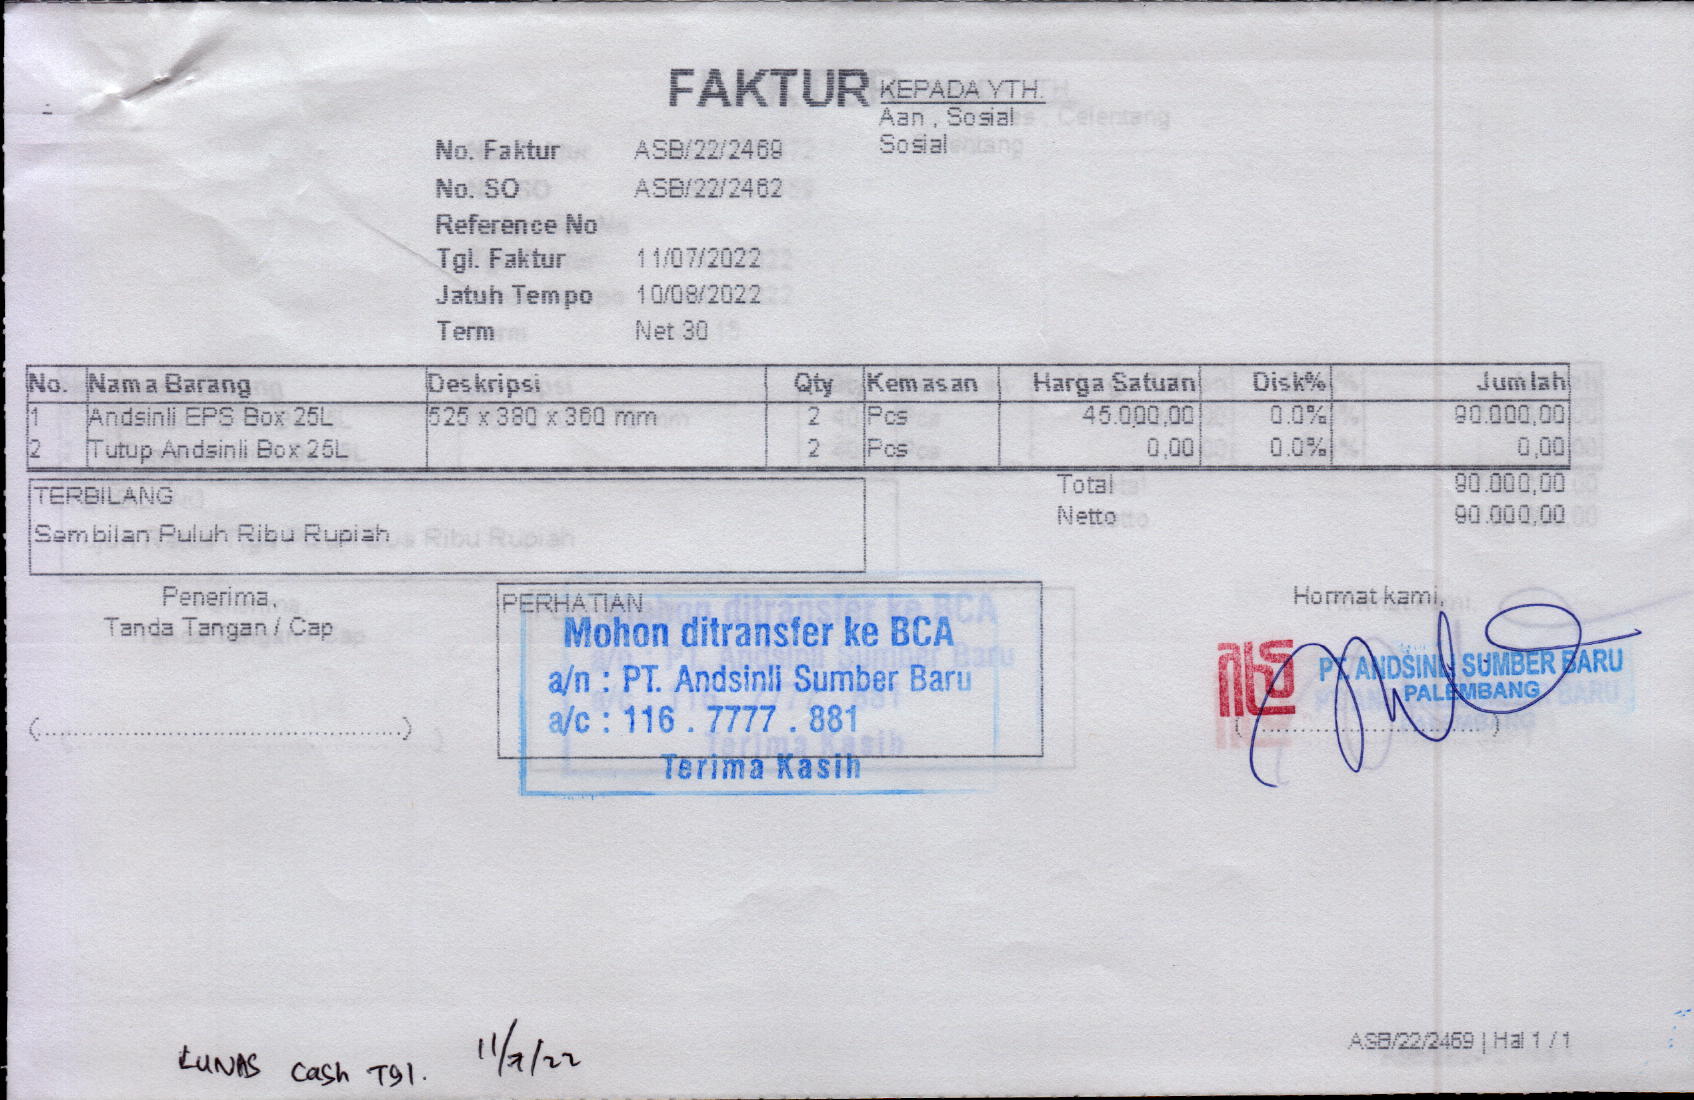 FAKTUR
KEPADA YTH.
Aan , Sosial
Sosial
No. Faktur ASB/22/2469
No. SO ASB/22/2462
Reference No
Tgl. Faktur 11/07/2022
Jatuh Tempo 10/08/2022
Term Net 30
No. Nama Barang Deskripsi Qty Kemasan Harga Satuan Disk% Jumlah
1 Andsinli EPS Box 25L 525 x 380 x 360 mm 2 Pcs 45.000,00 0.0% 90.000,00
2 Tutup Andsinli Box 25L 2 Pcs 0,00 0.0% 0,00
Total 90.000,00
Netto 90.000,00
TERBILANG
Sembilan Puluh Ribu Rupiah
Penerima,
Tanda Tangan / Cap
(..............................................)
PERHATIAN
Mohon ditransfer ke BCA
a/n : PT. Andsinli Sumber Baru
a/c : 116 . 7777 . 881
Terima Kasih
Hormat kami,
PT ANDSINLI SUMBER BARU
PALEMBANG
(................................)
LUNAS Cash Tgl. 11/7/22
ASB/22/2469 | Hal 1 / 1